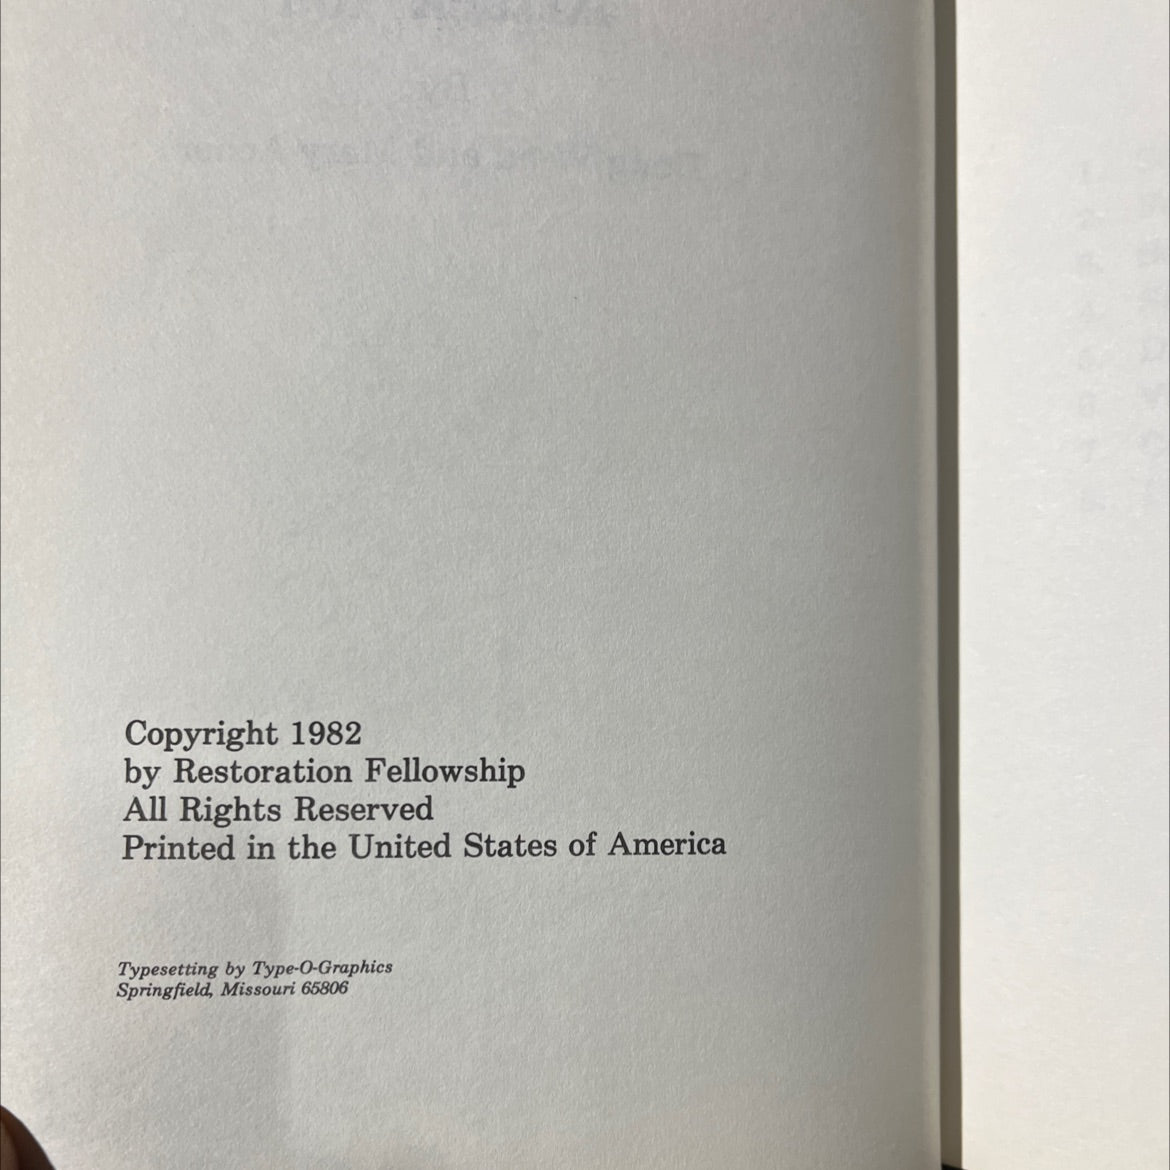 Copyright 1982
by Restoration Fellowship
All Rights Reserved
Printed in the United States of America
Typesetting by Type-O-Graphics
Springfield, Missouri 65806